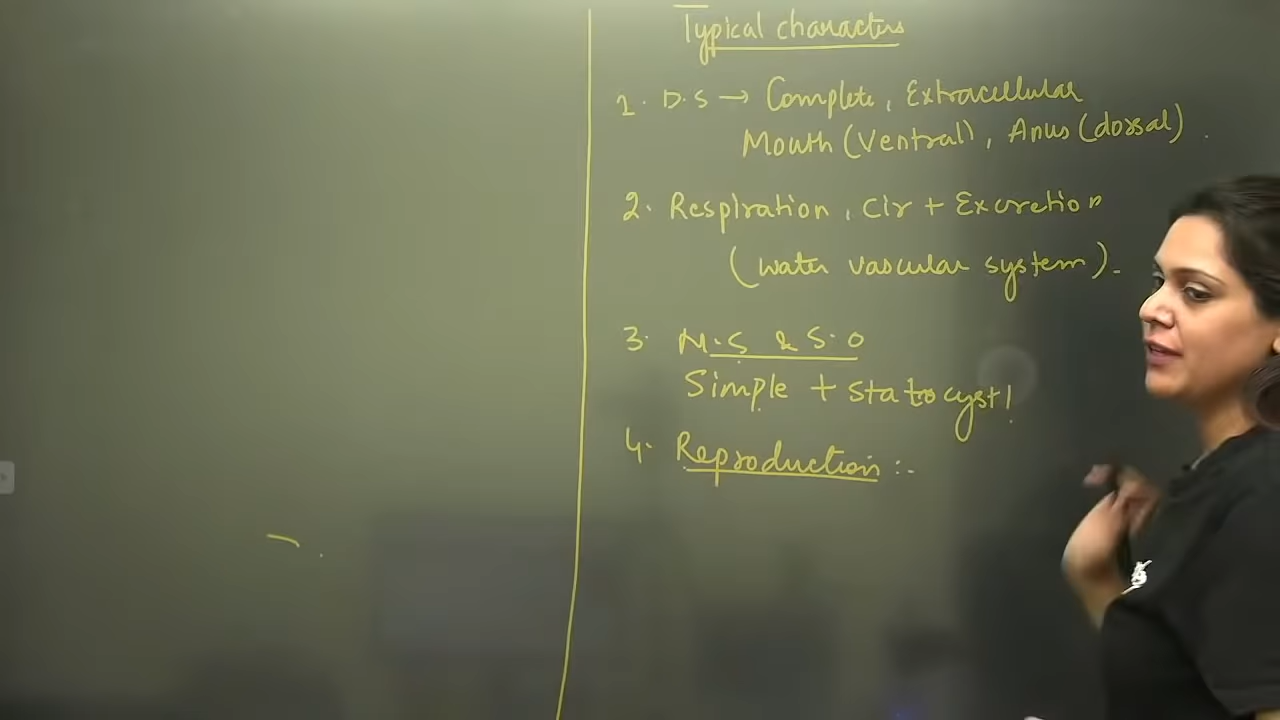 Typical characters
1. D.S → Complete, Extracellular
Mouth (Ventral), Anus (dorsal).
2. Respiration, Cir + Excretion
(water vascular system).
3. N.S & S.O
Simple + statocyst!
4. Reproduction :-